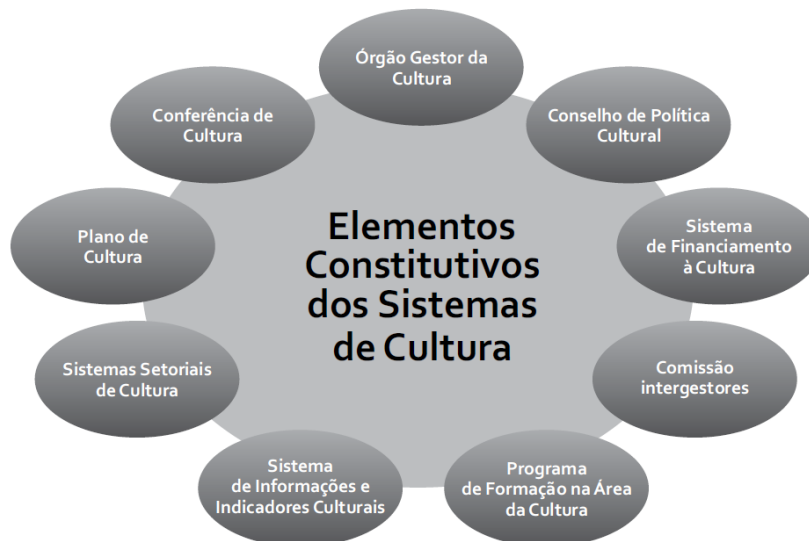 Órgão Gestor da
Cultura
Conferência de
Cultura
Conselho de Política
Cultural
Plano de
Cultura
Elementos
Constitutivos
dos Sistemas
de Cultura
Sistema
de Financiamento
à Cultura
Sistemas Setoriais
de Cultura
Comissão
intergestores
Sistema
de Informações e
Indicadores Culturais
Programa
de Formação na Área
da Cultura